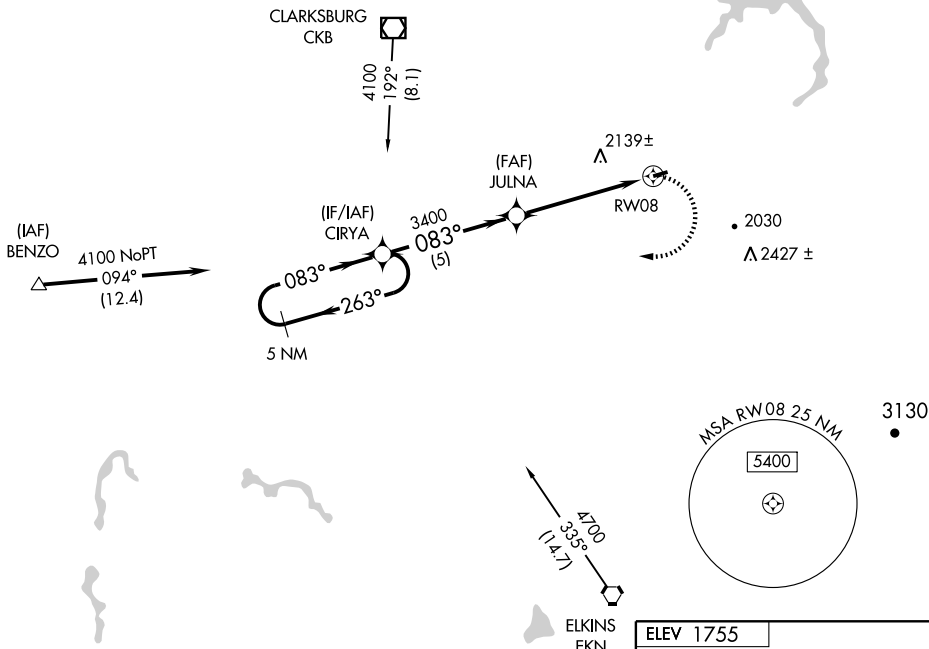 CLARKSBURG
CKB
4100
192°
(8.1)
2139±
(FAF)
JULNA
RW08
(IF/IAF)
CIRYA
3400
083°
(5)
2030
2427 ±
(IAF)
BENZO
4100 NoPT
094°
(12.4)
083°
263°
5 NM
MSA RW08 25 NM
5400
3130
4700
335°
(14.7)
ELKINS
EKN
ELEV 1755